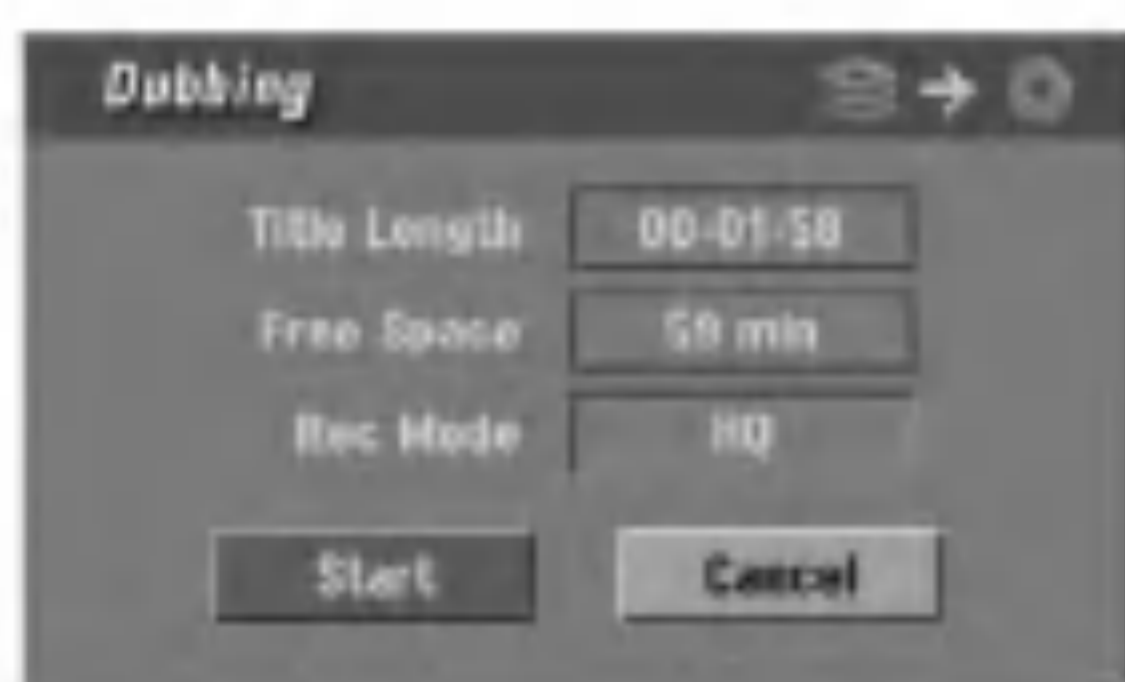 Dubbing
Title Length 00-01-58
Free Space 59 min
Rec Mode HQ
Start Cancel